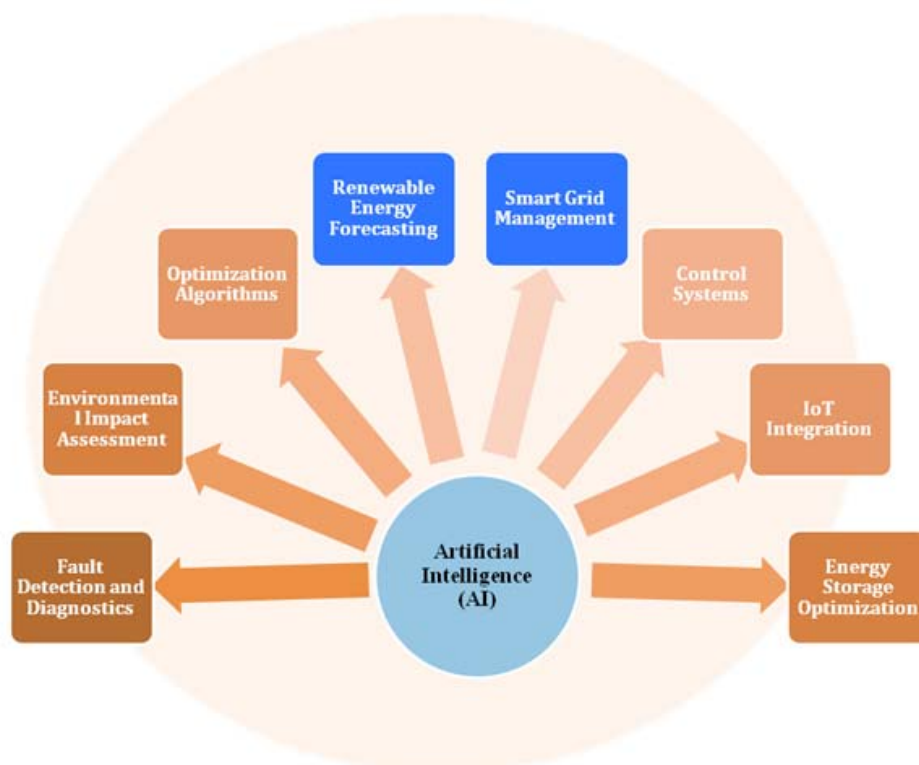 Renewable
Energy
Forecasting
Smart Grid
Management
Optimization
Algorithms
Control
Systems
Environmenta
l Impact
Assessment
IoT
Integration
Fault
Detection and
Diagnostics
Artificial
Intelligence
(AI)
Energy
Storage
Optimization